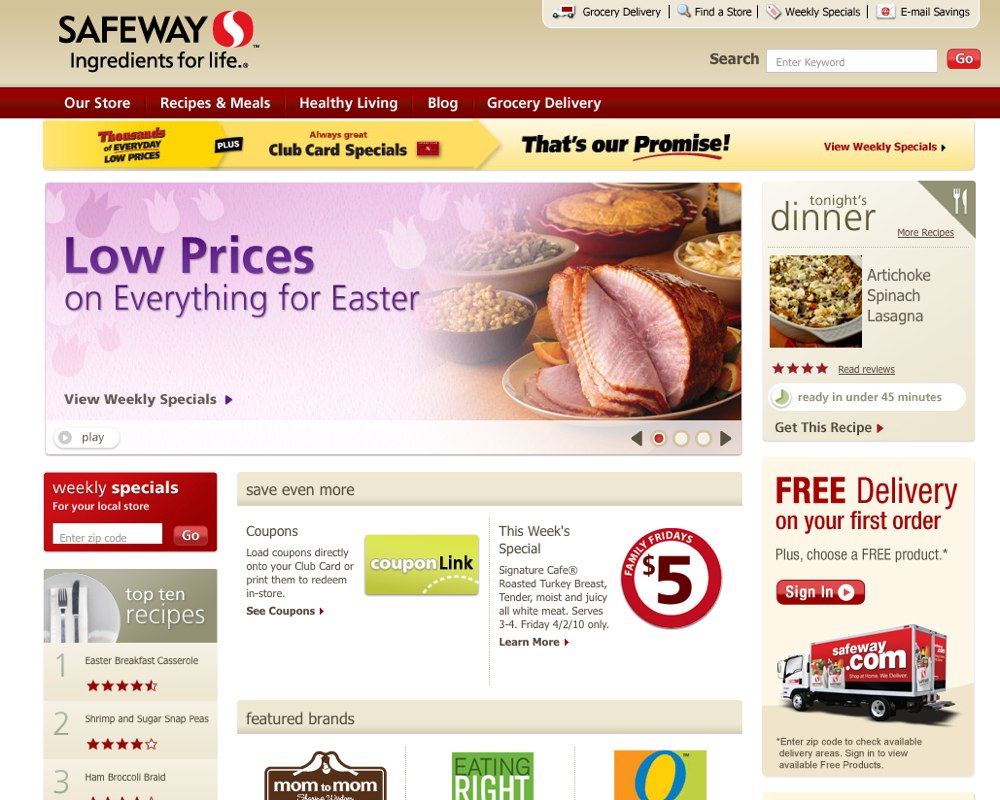 SAFEWAY
Ingredients for life.®
Grocery Delivery
Find a Store
Weekly Specials
E-mail Savings
Search
Enter Keyword
Go
Our Store
Recipes & Meals
Healthy Living
Blog
Grocery Delivery
Thousands
of EVERYDAY
LOW PRICES
PLUS
Always great
Club Card Specials
That's our Promise!
View Weekly Specials
Low Prices
on Everything for Easter
View Weekly Specials
play
tonight's
dinner
More Recipes
Artichoke
Spinach
Lasagna
Read reviews
ready in under 45 minutes
Get This Recipe
weekly specials
For your local store
Enter zip code
Go
top ten
recipes
1 Easter Breakfast Casserole
2 Shrimp and Sugar Snap Peas
3 Ham Broccoli Braid
save even more
Coupons
Load coupons directly
onto your Club Card or
print them to redeem
in-store.
See Coupons
couponLink
This Week's
Special
Signature Cafe®
Roasted Turkey Breast,
Tender, moist and juicy
all white meat. Serves
3-4. Friday 4/2/10 only.
Learn More
FAMILY FRIDAYS
$5
featured brands
mom to mom
Sharing Wisdom
EATING
RIGHT
O
FREE Delivery
on your first order
Plus, choose a FREE product.*
Sign In
safeway
.com
Shop at Home. We Deliver.
*Enter zip code to check available
delivery areas. Sign in to view
available Free Products.